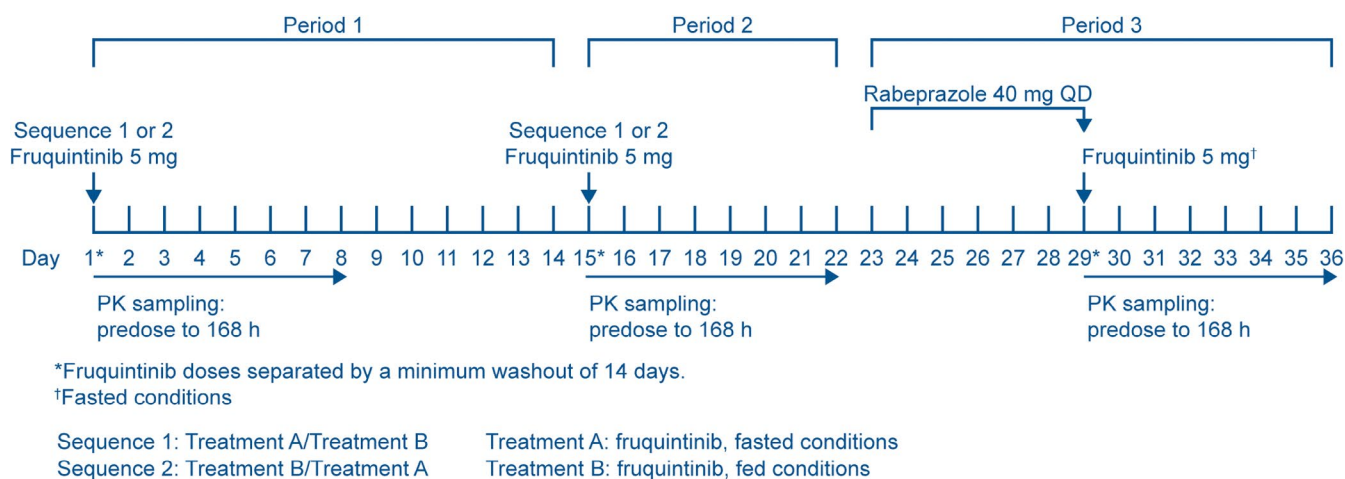 Period 1
Period 2
Period 3
Rabeprazole 40 mg QD
Sequence 1 or 2
Fruquintinib 5 mg
Sequence 1 or 2
Fruquintinib 5 mg
Fruquintinib 5 mg†
Day 1* 2 3 4 5 6 7 8 9 10 11 12 13 14 15* 16 17 18 19 20 21 22 23 24 25 26 27 28 29* 30 31 32 33 34 35 36
PK sampling:
predose to 168 h
PK sampling:
predose to 168 h
PK sampling:
predose to 168 h
*Fruquintinib doses separated by a minimum washout of 14 days.
†Fasted conditions
Sequence 1: Treatment A/Treatment B
Sequence 2: Treatment B/Treatment A
Treatment A: fruquintinib, fasted conditions
Treatment B: fruquintinib, fed conditions